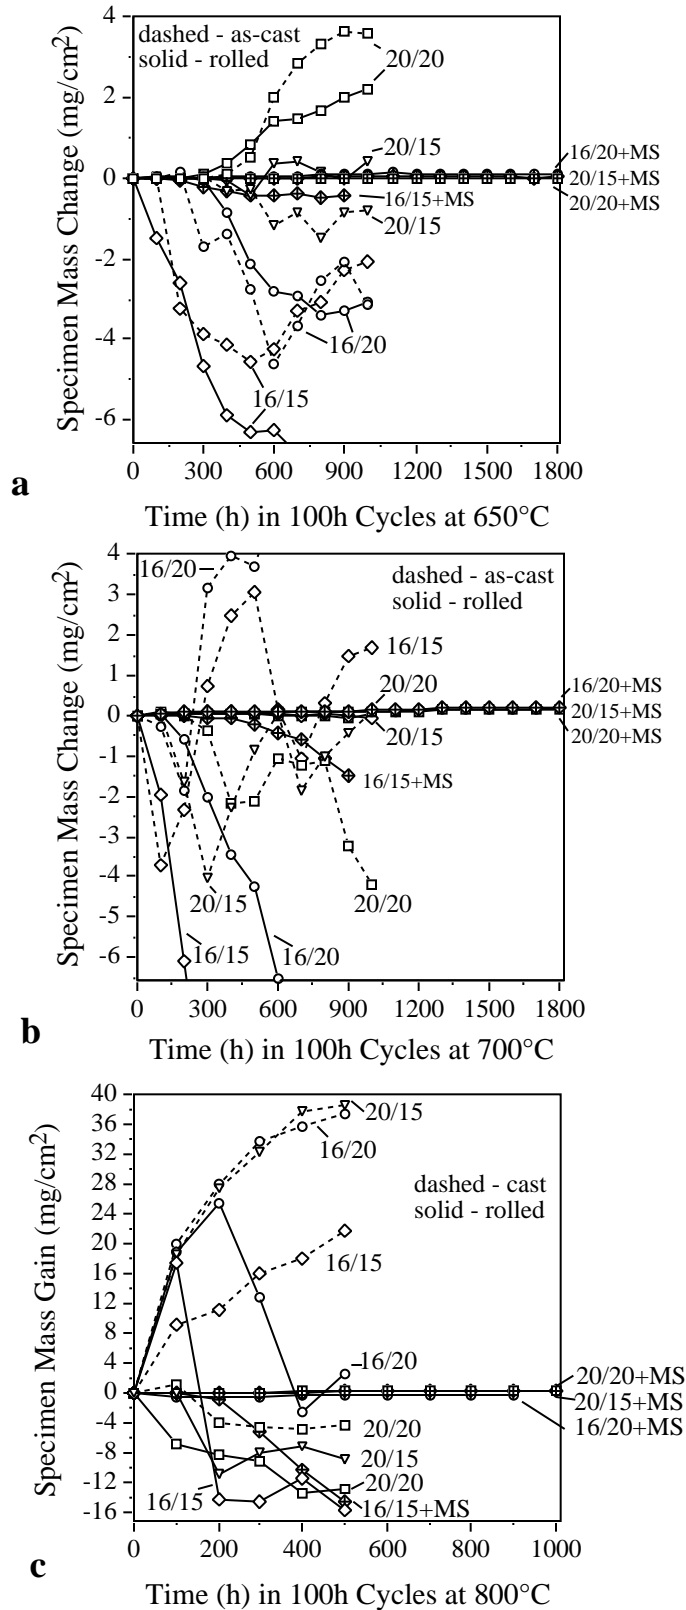 dashed - as-cast
solid - rolled
4
2
0
-2
-4
-6
Specimen Mass Change (mg/cm2)
20/20
20/15
16/20+MS
20/15+MS
20/20+MS
16/15+MS
20/15
16/20
16/15
0 300 600 900 1200 1500 1800
a
Time (h) in 100h Cycles at 650°C
4
3
2
1
0
-1
-2
-3
-4
-5
-6
Specimen Mass Change (mg/cm2)
16/20
dashed - as-cast
solid - rolled
16/15
20/20
16/20+MS
20/15+MS
20/20+MS
20/15
16/15+MS
20/15
20/20
16/15
16/20
0 300 600 900 1200 1500 1800
b
Time (h) in 100h Cycles at 700°C
40
36
32
28
24
20
16
12
8
4
0
-4
-8
-12
-16
Specimen Mass Gain (mg/cm2)
20/15
16/20
dashed - cast
solid - rolled
16/15
16/20
20/20+MS
20/15+MS
16/20+MS
20/20
20/15
20/20
16/15
16/15+MS
0 200 400 600 800 1000
c
Time (h) in 100h Cycles at 800°C